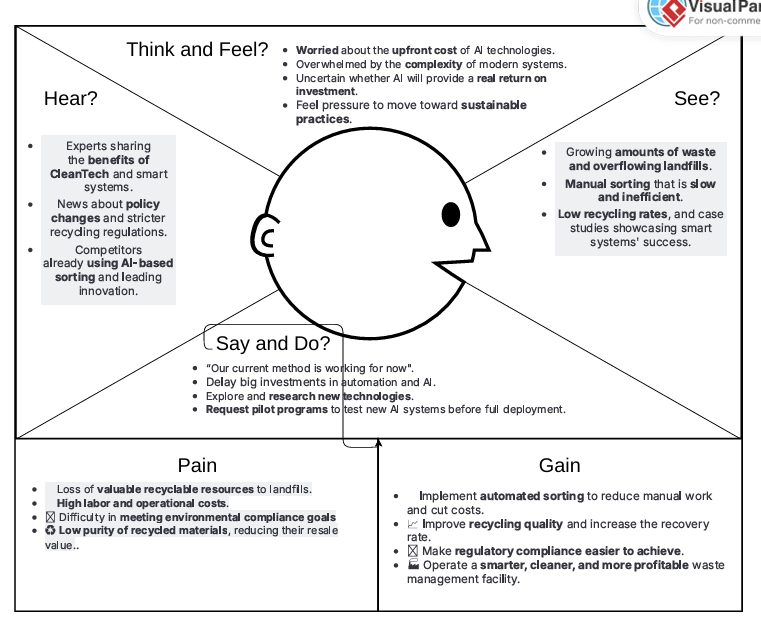 VisualPar
For non-comme
Think and Feel?
• Worried about the upfront cost of AI technologies.
• Overwhelmed by the complexity of modern systems.
• Uncertain whether AI will provide a real return on
investment.
• Feel pressure to move toward sustainable
practices.
Hear?
• Experts sharing
the benefits of
CleanTech and smart
systems.
• News about policy
changes and stricter
recycling regulations.
• Competitors
already using AI-based
sorting and leading
innovation.
See?
• Growing amounts of waste
and overflowing landfills.
• Manual sorting that is slow
and inefficient.
• Low recycling rates, and case
studies showcasing smart
systems' success.
Say and Do?
• "Our current method is working for now".
• Delay big investments in automation and AI.
• Explore and research new technologies.
• Request pilot programs to test new AI systems before full deployment.
Pain
• Loss of valuable recyclable resources to landfills.
• High labor and operational costs.
• Difficulty in meeting environmental compliance goals
• ♻ Low purity of recycled materials, reducing their resale
value..
Gain
• Implement automated sorting to reduce manual work
and cut costs.
• 📈 Improve recycling quality and increase the recovery
rate.
• Make regulatory compliance easier to achieve.
• 🏭 Operate a smarter, cleaner, and more profitable waste
management facility.